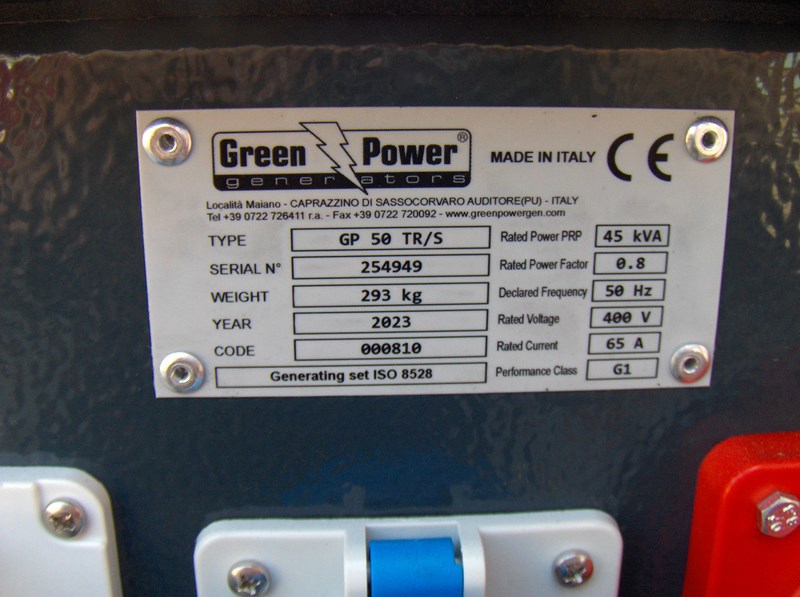 Green Power®
generators
MADE IN ITALY CE
Località Maiano - CAPRAZZINO DI SASSOCORVARO AUDITORE(PU) - ITALY
Tel +39 0722 726411 r.a. - Fax +39 0722 720092 - www.greenpowergen.com
TYPE GP 50 TR/S Rated Power PRP 45 kVA
SERIAL N° 254949 Rated Power Factor 0.8
WEIGHT 293 kg Declared Frequency 50 Hz
YEAR 2023 Rated Voltage 400 V
CODE 000810 Rated Current 65 A
Generating set ISO 8528 Performance Class G1